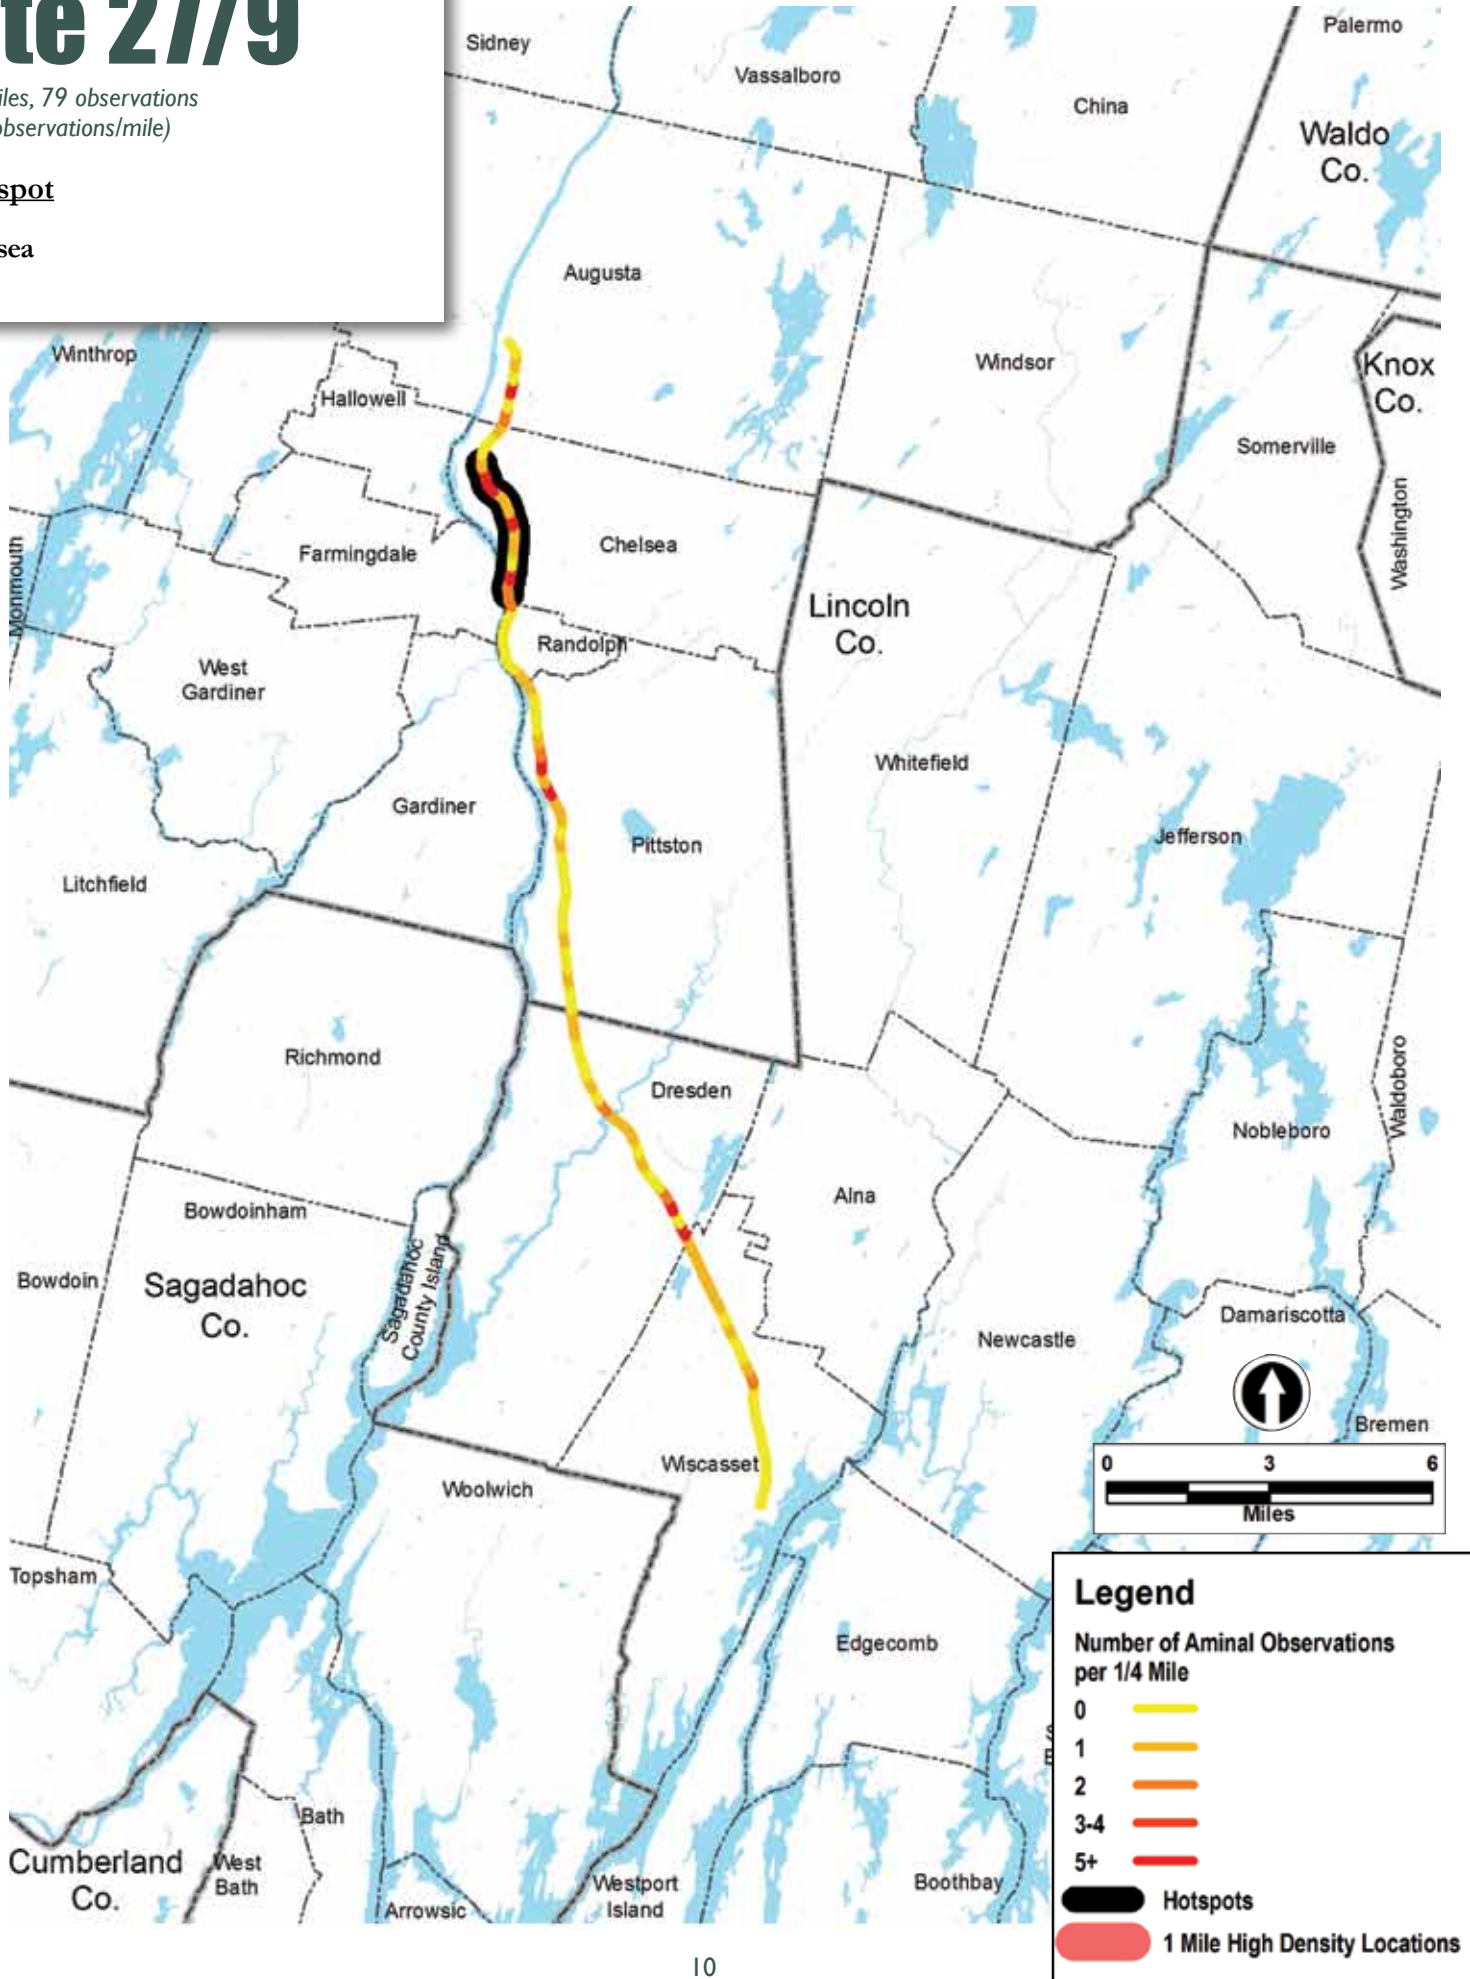 te 27/9
iles, 79 observations
observations/mile)
spot
sea
Sidney
Vassalboro
China
Palermo
Waldo
Co.
Augusta
Winthrop
Hallowell
Windsor
Knox
Co.
Somerville
Washington
Monmouth
Farmingdale
Chelsea
Lincoln
Co.
Randolph
West
Gardiner
Whitefield
Gardiner
Pittston
Jefferson
Litchfield
Richmond
Dresden
Waldoboro
Nobleboro
Bowdoinham
Alna
Bowdoin
Sagadahoc
Co.
Sagadahoc
County Island
Newcastle
Damariscotta
Bremen
Wiscasset
Woolwich
0 3 6
Miles
Topsham
Edgecomb
Legend
Number of Aminal Observations
per 1/4 Mile
0
1
2
3-4
5+
Hotspots
1 Mile High Density Locations
Bath
Cumberland
Co.
West
Bath
Arrowsic
Westport
Island
Boothbay
10